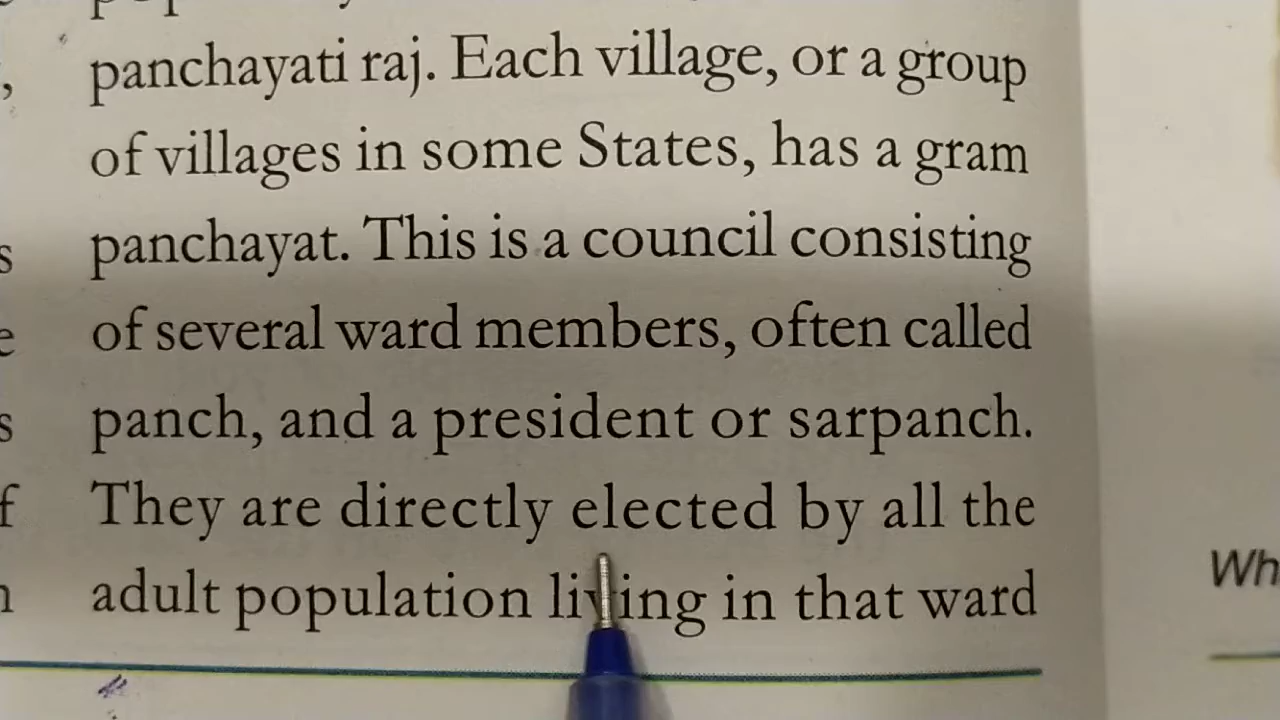 panchayati raj. Each village, or a group
of villages in some States, has a gram
panchayat. This is a council consisting
of several ward members, often called
panch, and a president or sarpanch.
They are directly elected by all the
adult population living in that ward
Wh